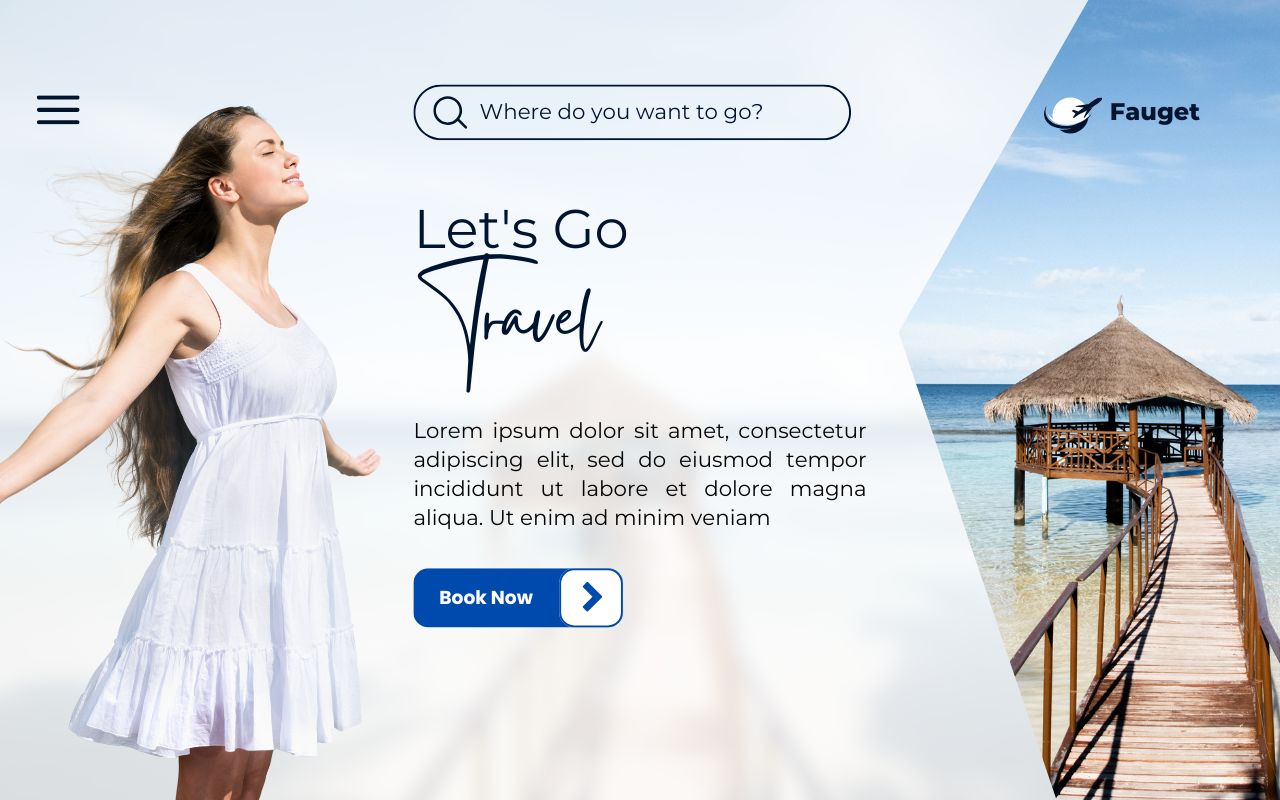 Where do you want to go?
Fauget
Let's Go
Travel
Lorem ipsum dolor sit amet, consectetur
adipiscing elit, sed do eiusmod tempor
incididunt ut labore et dolore magna
aliqua. Ut enim ad minim veniam
Book Now